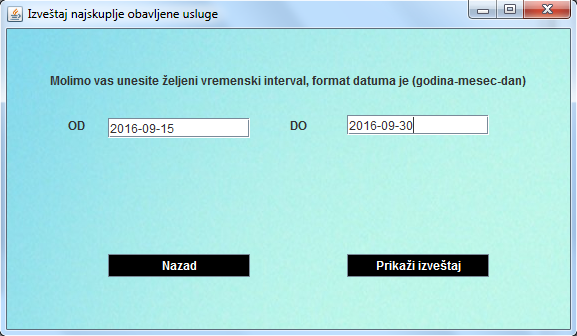 Izveštaj najskuplje obavljene usluge
Molimo vas unesite željeni vremenski interval, format datuma je (godina-mesec-dan)
OD 2016-09-15 DO 2016-09-30
Nazad Prikaži izveštaj